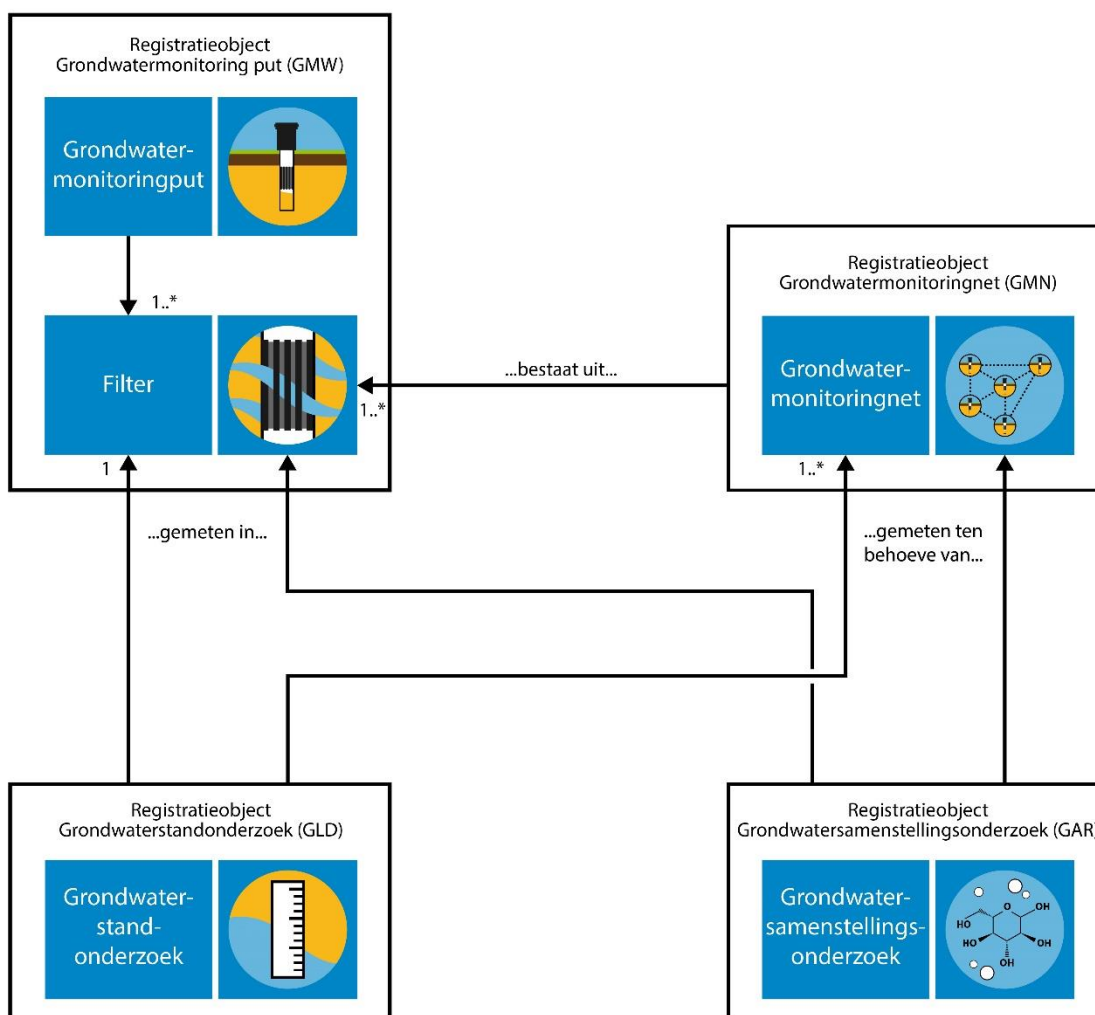 Registratieobject
Grondwatermonitoring put (GMW)
Grondwater-
monitoringput
1..*
Filter
1..*
1
...bestaat uit...
Registratieobject
Grondwatermonitoringnet (GMN)
Grondwater-
monitoringnet
1..*
...gemeten in...
...gemeten ten
behoeve van...
Registratieobject
Grondwaterstandonderzoek (GLD)
Grondwater-
stand-
onderzoek
Registratieobject
Grondwatersamenstellingsonderzoek (GAR)
Grondwater-
samenstellings-
onderzoek
O
OH
HO
HO
OH
OH